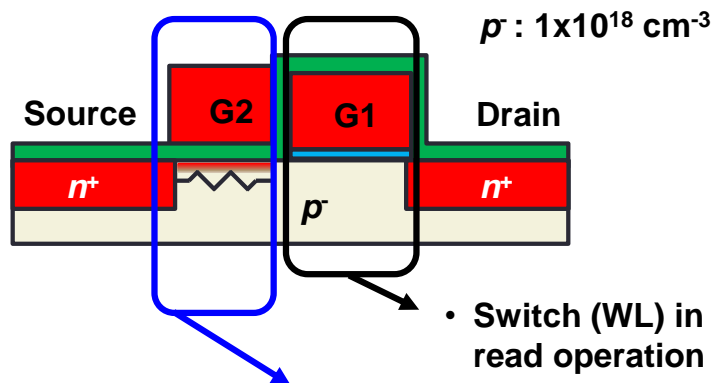 p⁻ : 1x10¹⁸ cm⁻³
Source G2 G1 Drain
n⁺ p⁻ n⁺
• Switch (WL) in
read operation